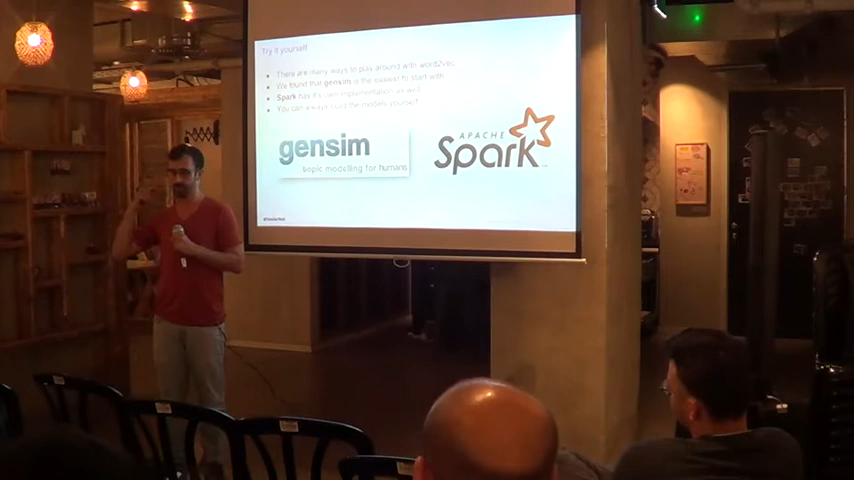 Try it yourself
There are many ways to play around with word2vec
We found that gensim is the easiest to start with
Spark has it's own implementation as well
You can always build the models yourself
gensim
topic modelling for humans
APACHE
Spark